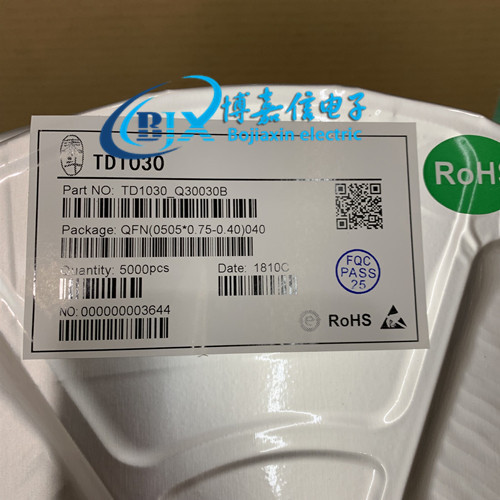 博嘉信电子
BJX Bojiaxin electric
TD1030
Part NO: TD1030_Q30030B
Package: QFN(0505*0.75-0.40)040
Quantity: 5000pcs
Date: 1810C
FQC
PASS
25
NO: 000000003644
e
RoHS
RoHS